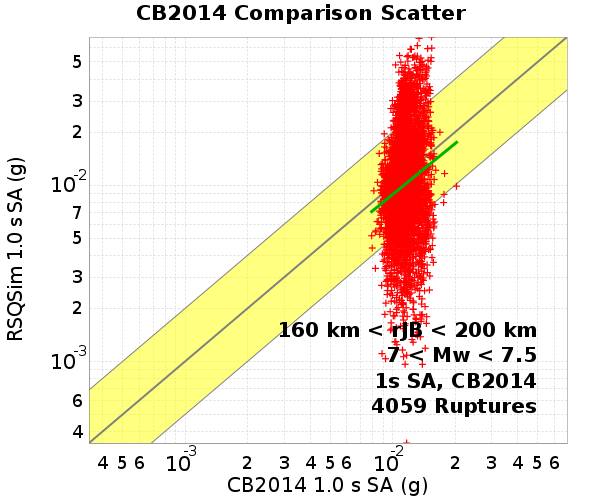 CB2014 Comparison Scatter
RSQSim 1.0 s SA (g)
5
3
2
10⁻²
7
5
3
2
10⁻³
6
4
160 km < rJB < 200 km
7 < Mw < 7.5
1s SA, CB2014
4059 Ruptures
4 5 6 10⁻³ 2 3 4 5 6 10⁻² 2 3 4 5 6
CB2014 1.0 s SA (g)